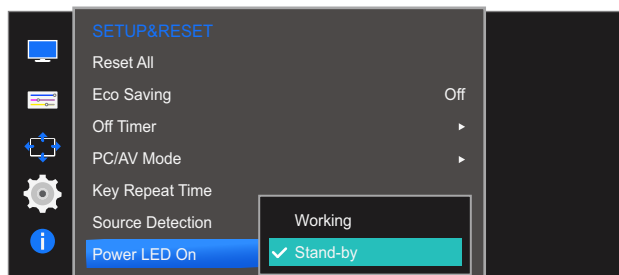 SETUP&RESET
Reset All
Eco Saving Off
Off Timer
PC/AV Mode
Key Repeat Time
Source Detection
Power LED On
Working
Stand-by